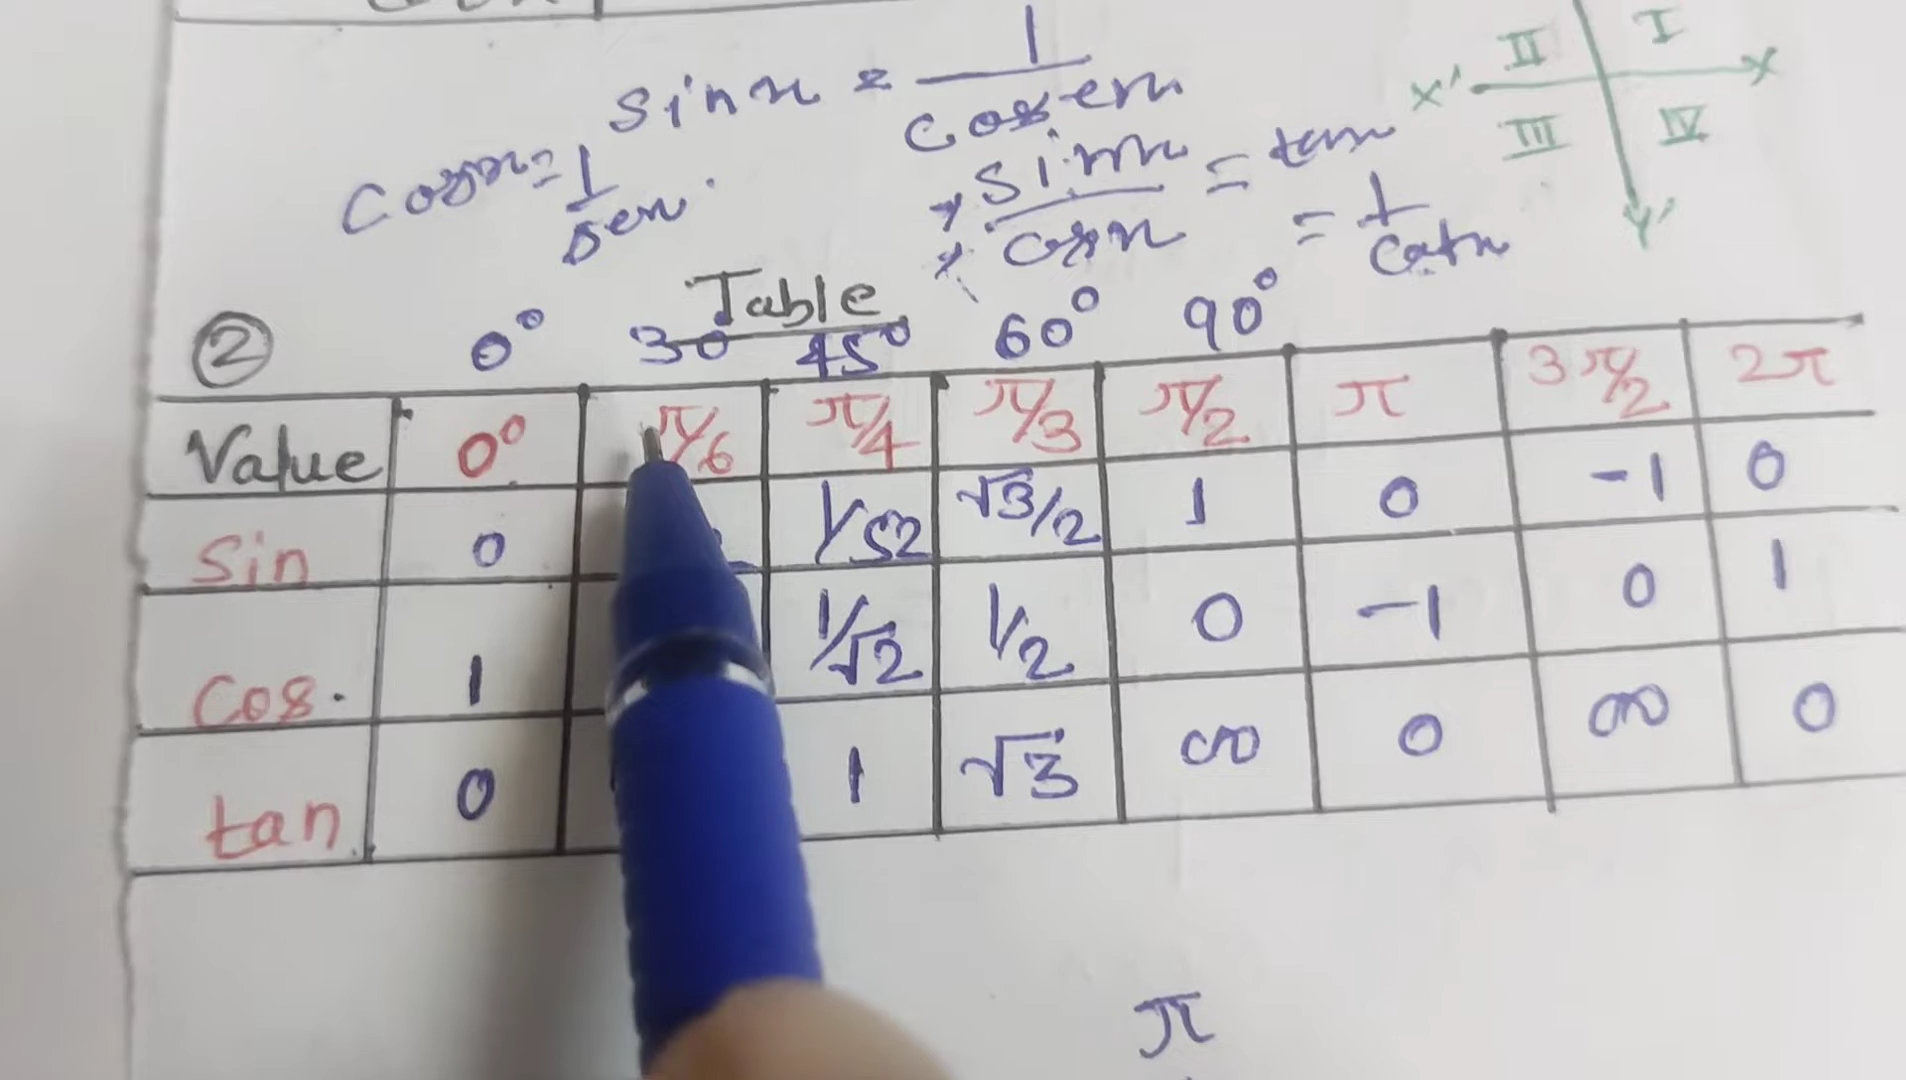 sin x = 1 / cosec x
cos x = 1 / sec x
sin x / cos x = tan x
= 1 / cot x
II I
X' X
III IV
Y'
② Table
0° 30 45° 60° 90°
Value 0° π/6 π/4 π/3 π/2 π 3π/2 2π
Sin 0 1/√2 √3/2 1 0 -1 0
Cos. 1 1/√2 1/2 0 -1 0 1
tan 0 1 √3 ∞ 0 ∞ 0
π